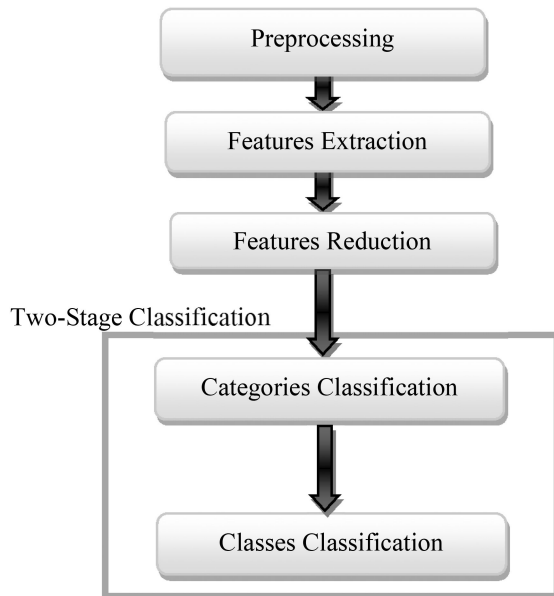 Preprocessing
Features Extraction
Features Reduction
Two-Stage Classification
Categories Classification
Classes Classification